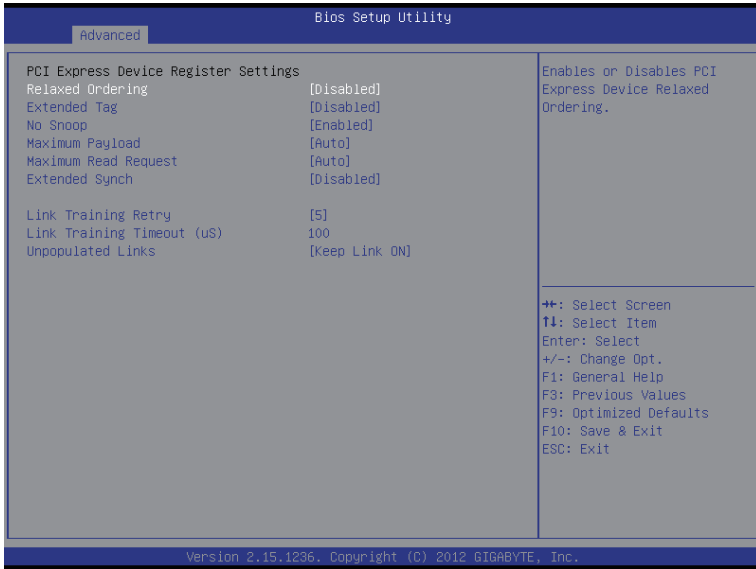 Bios Setup Utility
Advanced
PCI Express Device Register Settings
Relaxed Ordering [Disabled]
Extended Tag [Disabled]
No Snoop [Enabled]
Maximum Payload [Auto]
Maximum Read Request [Auto]
Extended Synch [Disabled]
Link Training Retry [5]
Link Training Timeout (uS) 100
Unpopulated Links [Keep Link ON]
Enables or Disables PCI
Express Device Relaxed
Ordering.
→←: Select Screen
↑↓: Select Item
Enter: Select
+/-: Change Opt.
F1: General Help
F3: Previous Values
F9: Optimized Defaults
F10: Save & Exit
ESC: Exit
Version 2.15.1236. Copyright (C) 2012 GIGABYTE, Inc.